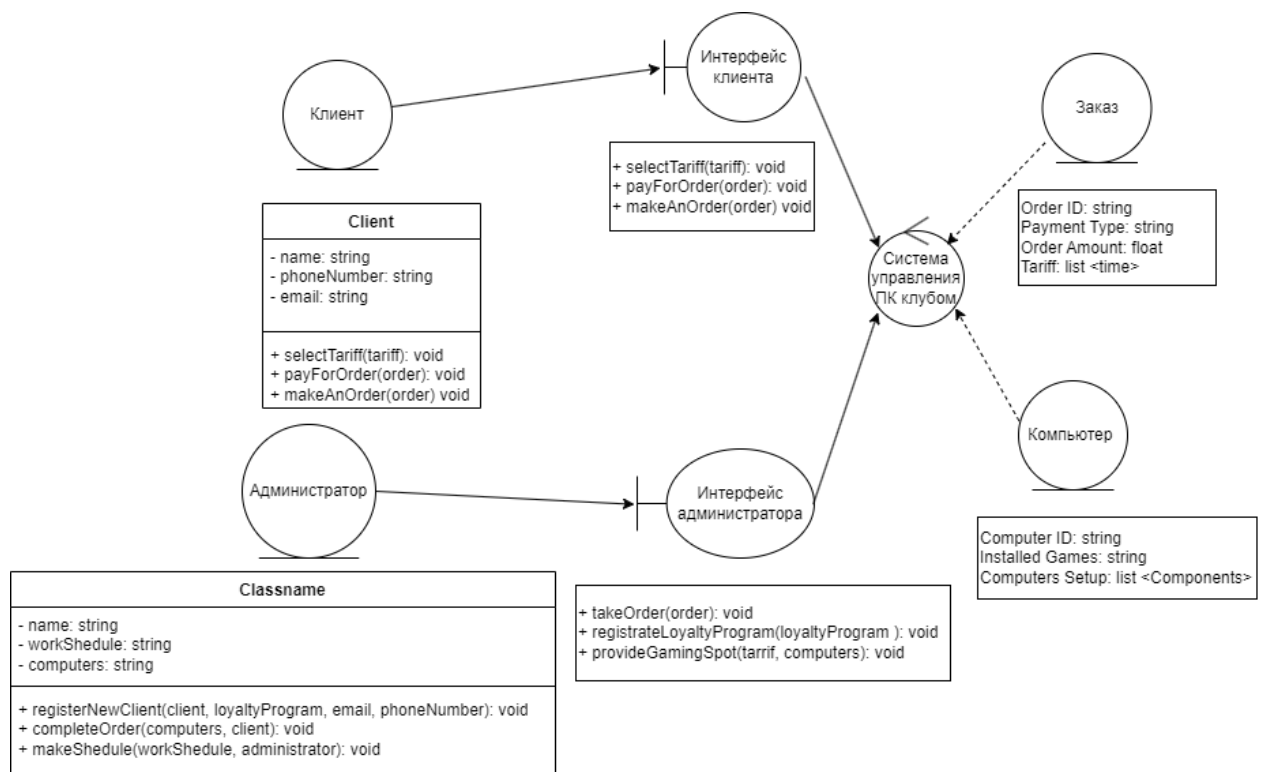 Клиент
Интерфейс
клиента
Заказ
+ selectTariff(tariff): void
+ payForOrder(order): void
+ makeAnOrder(order) void
Order ID: string
Payment Type: string
Order Amount: float
Tariff: list <time>
Client
- name: string
- phoneNumber: string
- email: string
+ selectTariff(tariff): void
+ payForOrder(order): void
+ makeAnOrder(order) void
Система
управления
ПК клубом
Администратор
Интерфейс
администратора
Компьютер
Computer ID: string
Installed Games: string
Computers Setup: list <Components>
Classname
- name: string
- workShedule: string
- computers: string
+ registerNewClient(client, loyaltyProgram, email, phoneNumber): void
+ completeOrder(computers, client): void
+ makeShedule(workShedule, administrator): void
+ takeOrder(order): void
+ registrateLoyaltyProgram(loyaltyProgram ): void
+ provideGamingSpot(tarrif, computers): void